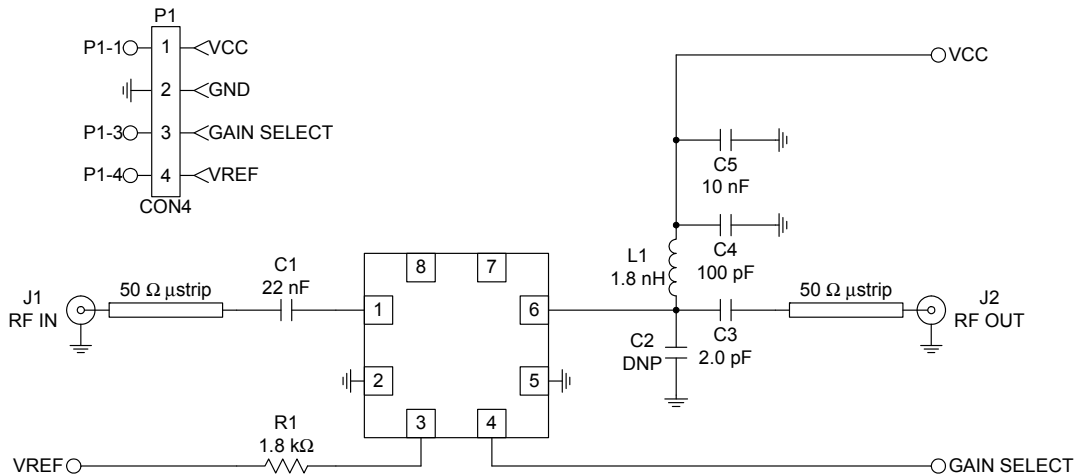 P1
P1-1 1 VCC
2 GND
P1-3 3 GAIN SELECT
P1-4 4 VREF
CON4
VCC
C5
10 nF
C4
100 pF
L1
1.8 nH
J1
RF IN
50 Ω µstrip
C1
22 nF
8 7
1 6
2 5
3 4
C2
DNP
C3
2.0 pF
50 Ω µstrip
J2
RF OUT
R1
1.8 kΩ
VREF
GAIN SELECT